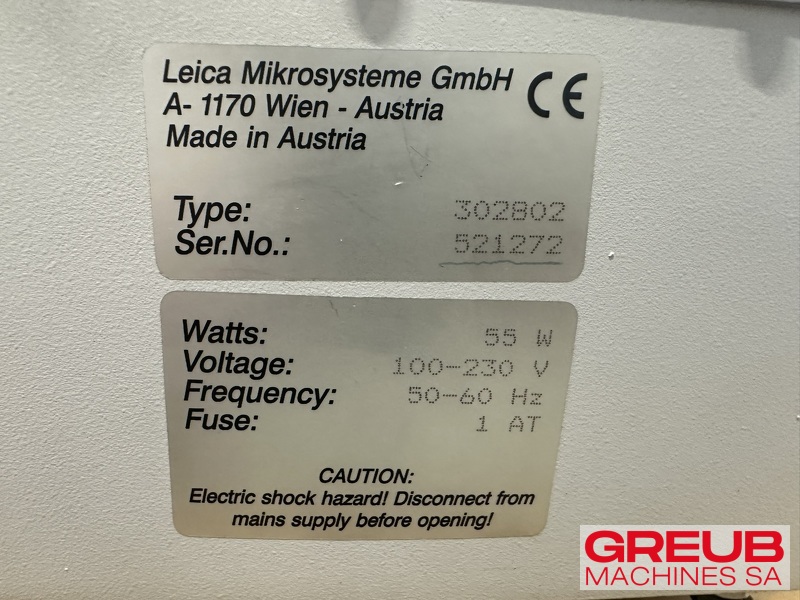 Leica Mikrosysteme GmbH
A- 1170 Wien - Austria
Made in Austria
CE
Type: 302802
Ser.No.: 521272
Watts: 55 W
Voltage: 100-230 V
Frequency: 50-60 Hz
Fuse: 1 AT
CAUTION:
Electric shock hazard! Disconnect from
mains supply before opening!
GREUB
MACHINES SA